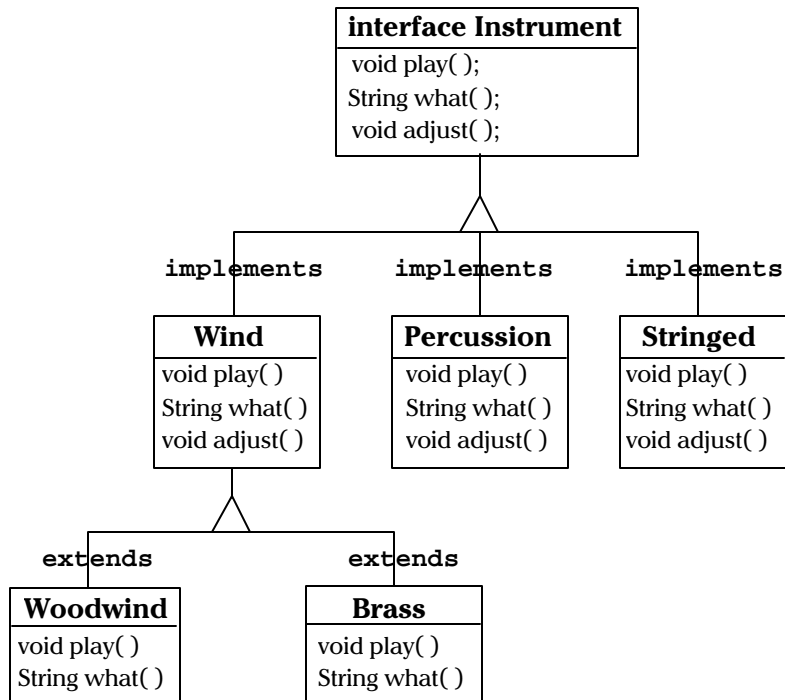 interface Instrument
void play( );
String what( );
void adjust( );
implements implements implements
Wind
void play( )
String what( )
void adjust( )
Percussion
void play( )
String what( )
void adjust( )
Stringed
void play( )
String what( )
void adjust( )
extends extends
Woodwind
void play( )
String what( )
Brass
void play( )
String what( )